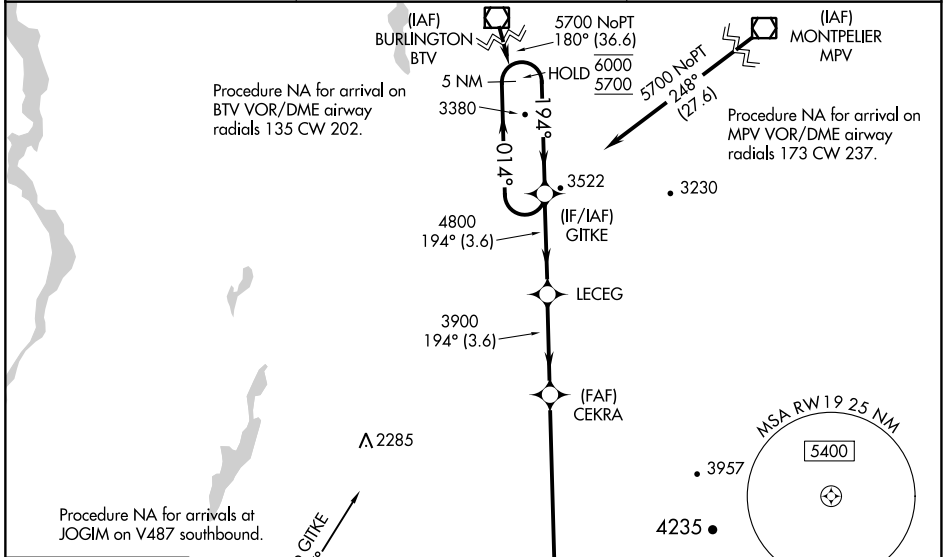 (IAF)
BURLINGTON
BTV
5700 NoPT
180° (36.6)
(IAF)
MONTPELIER
MPV
5 NM
HOLD
6000
5700
5700 NoPT
248°
(27.6)
Procedure NA for arrival on
BTV VOR/DME airway
radials 135 CW 202.
3380
194°
014°
Procedure NA for arrival on
MPV VOR/DME airway
radials 173 CW 237.
3522
3230
(IF/IAF)
GITKE
4800
194° (3.6)
LECEG
3900
194° (3.6)
(FAF)
CEKRA
MSA RW19 25 NM
5400
2285
3957
4235
Procedure NA for arrivals at
JOGIM on V487 southbound.
GITKE